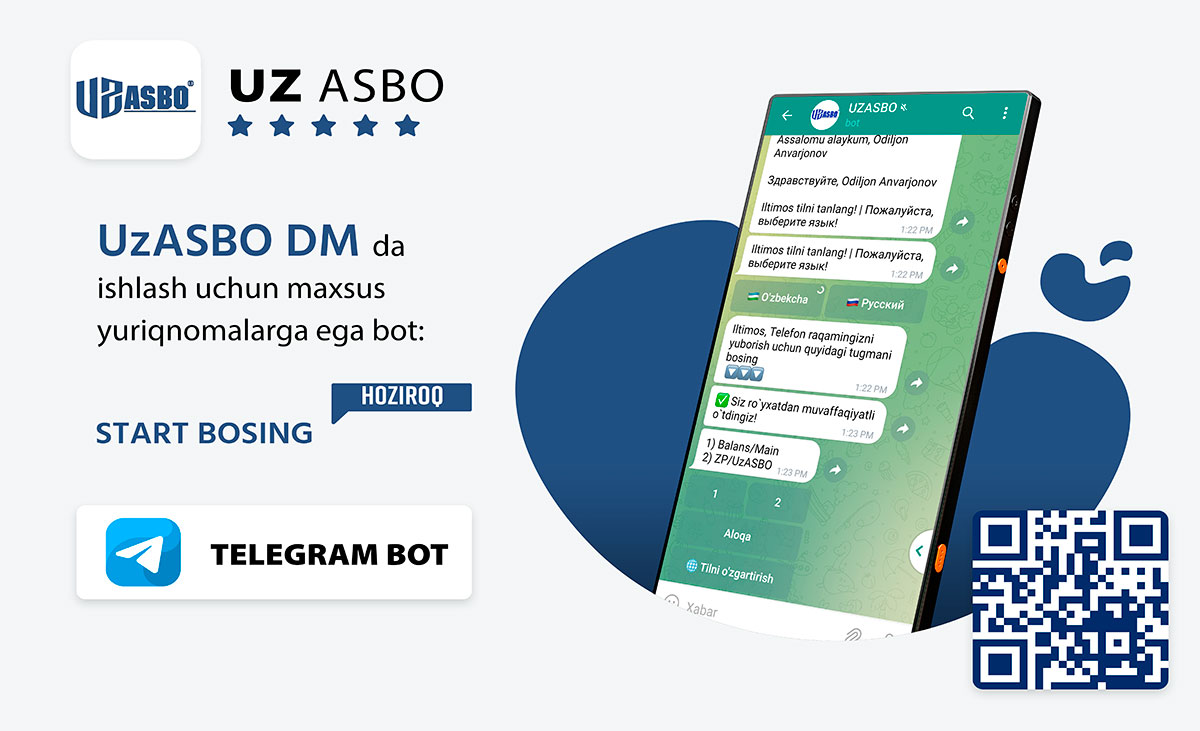 UZASBO
UZ ASBO
UzASBO DM da
ishlash uchun maxsus
yuriqnomalarga ega bot:
HOZIROQ
START BOSING
TELEGRAM BOT
UZASBO
UZASBO
bot
Assalomu alaykum, Odiljon
Anvarjonov
Здравствуйте, Odiljon Anvarjonov
Iltimos tilni tanlang! | Пожалуйста,
выберите язык!
1:22 PM
Iltimos tilni tanlang! | Пожалуйста,
выберите язык!
1:22 PM
O'zbekcha
Русский
Iltimos, Telefon raqamingizni
yuborish uchun quyidagi tugmani
bosing
1:22 PM
Siz ro`yxatdan muvaffaqiyatli
o`tdingiz!
1:23 PM
1) Balans/Main
2) ZP/UzASBO
1:23 PM
1
2
Aloqa
Tilni o'zgartirish
Xabar